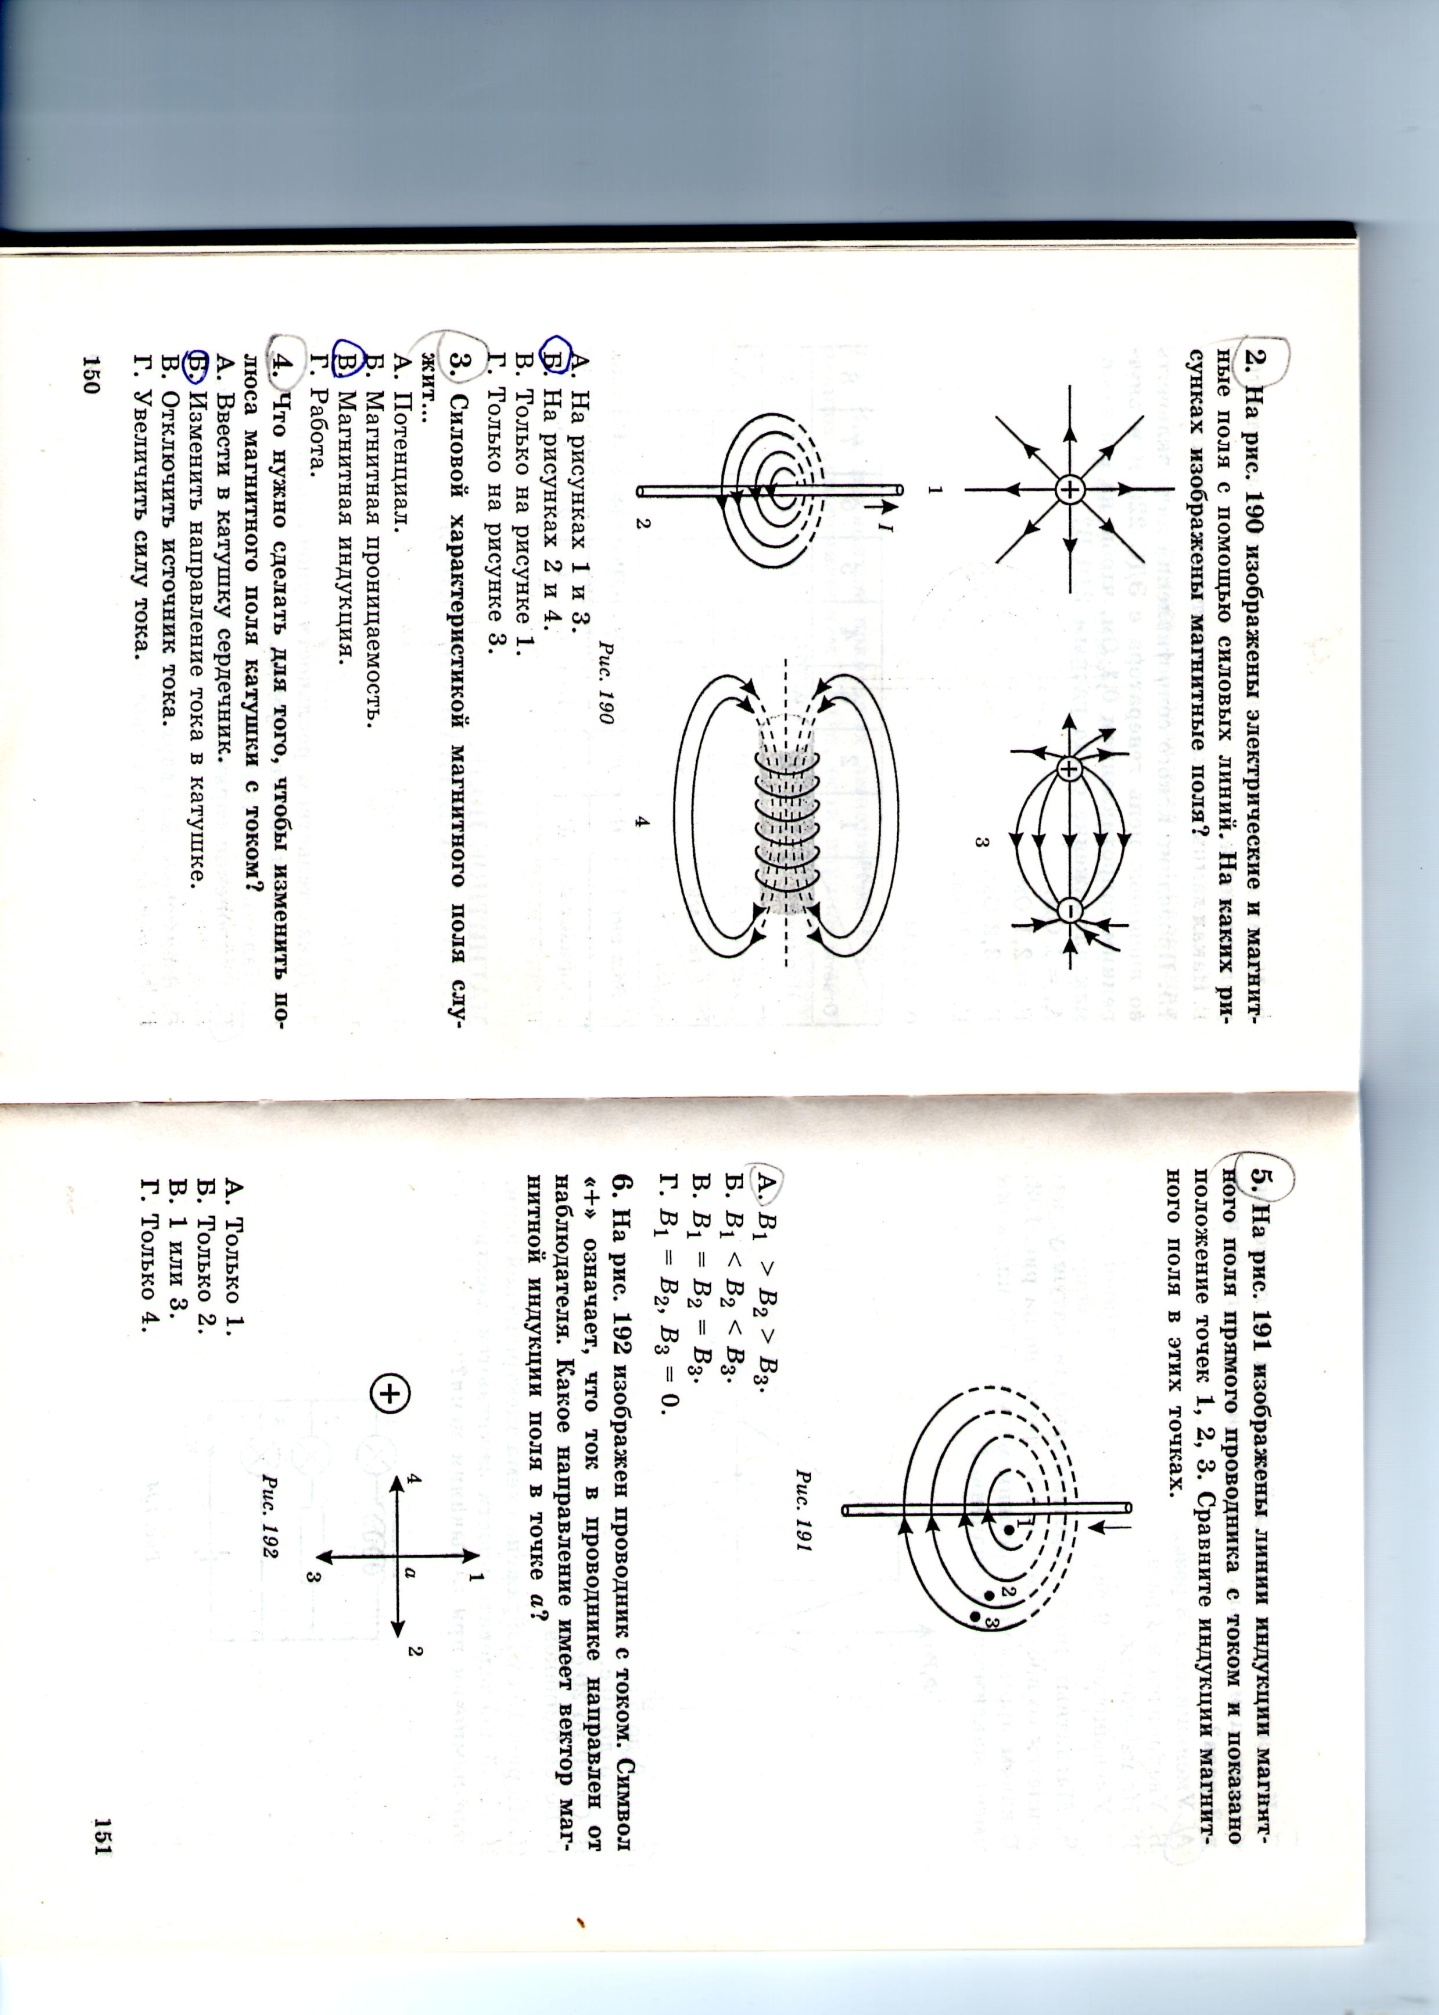 2. На рис. 190 изображены электрические и магнит-
ные поля с помощью силовых линий. На каких ри-
сунках изображены магнитные поля?
1
3
I
2
4
Рис. 190
А. На рисунках 1 и 3.
Б. На рисунках 2 и 4.
В. Только на рисунке 1.
Г. Только на рисунке 3.
3. Силовой характеристикой магнитного поля слу-
жит...
А. Потенциал.
Б. Магнитная проницаемость.
В. Магнитная индукция.
Г. Работа.
4. Что нужно сделать для того, чтобы изменить по-
люса магнитного поля катушки с током?
А. Ввести в катушку сердечник.
Б. Изменить направление тока в катушке.
В. Отключить источник тока.
Г. Увеличить силу тока.
150
5. На рис. 191 изображены линии индукции магнит-
ного поля прямого проводника с током и показано
положение точек 1, 2, 3. Сравните индукции магнит-
ного поля в этих точках.
1
2
3
Рис. 191
А. B₁ > B₂ > B₃.
Б. B₁ < B₂ < B₃.
В. B₁ = B₂ = B₃.
Г. B₁ = B₂, B₃ = 0.
6. На рис. 192 изображен проводник с током. Символ
«+» означает, что ток в проводнике направлен от
наблюдателя. Какое направление имеет вектор маг-
нитной индукции поля в точке a?
1
4
a
2
3
Рис. 192
А. Только 1.
Б. Только 2.
В. 1 или 3.
Г. Только 4.
151